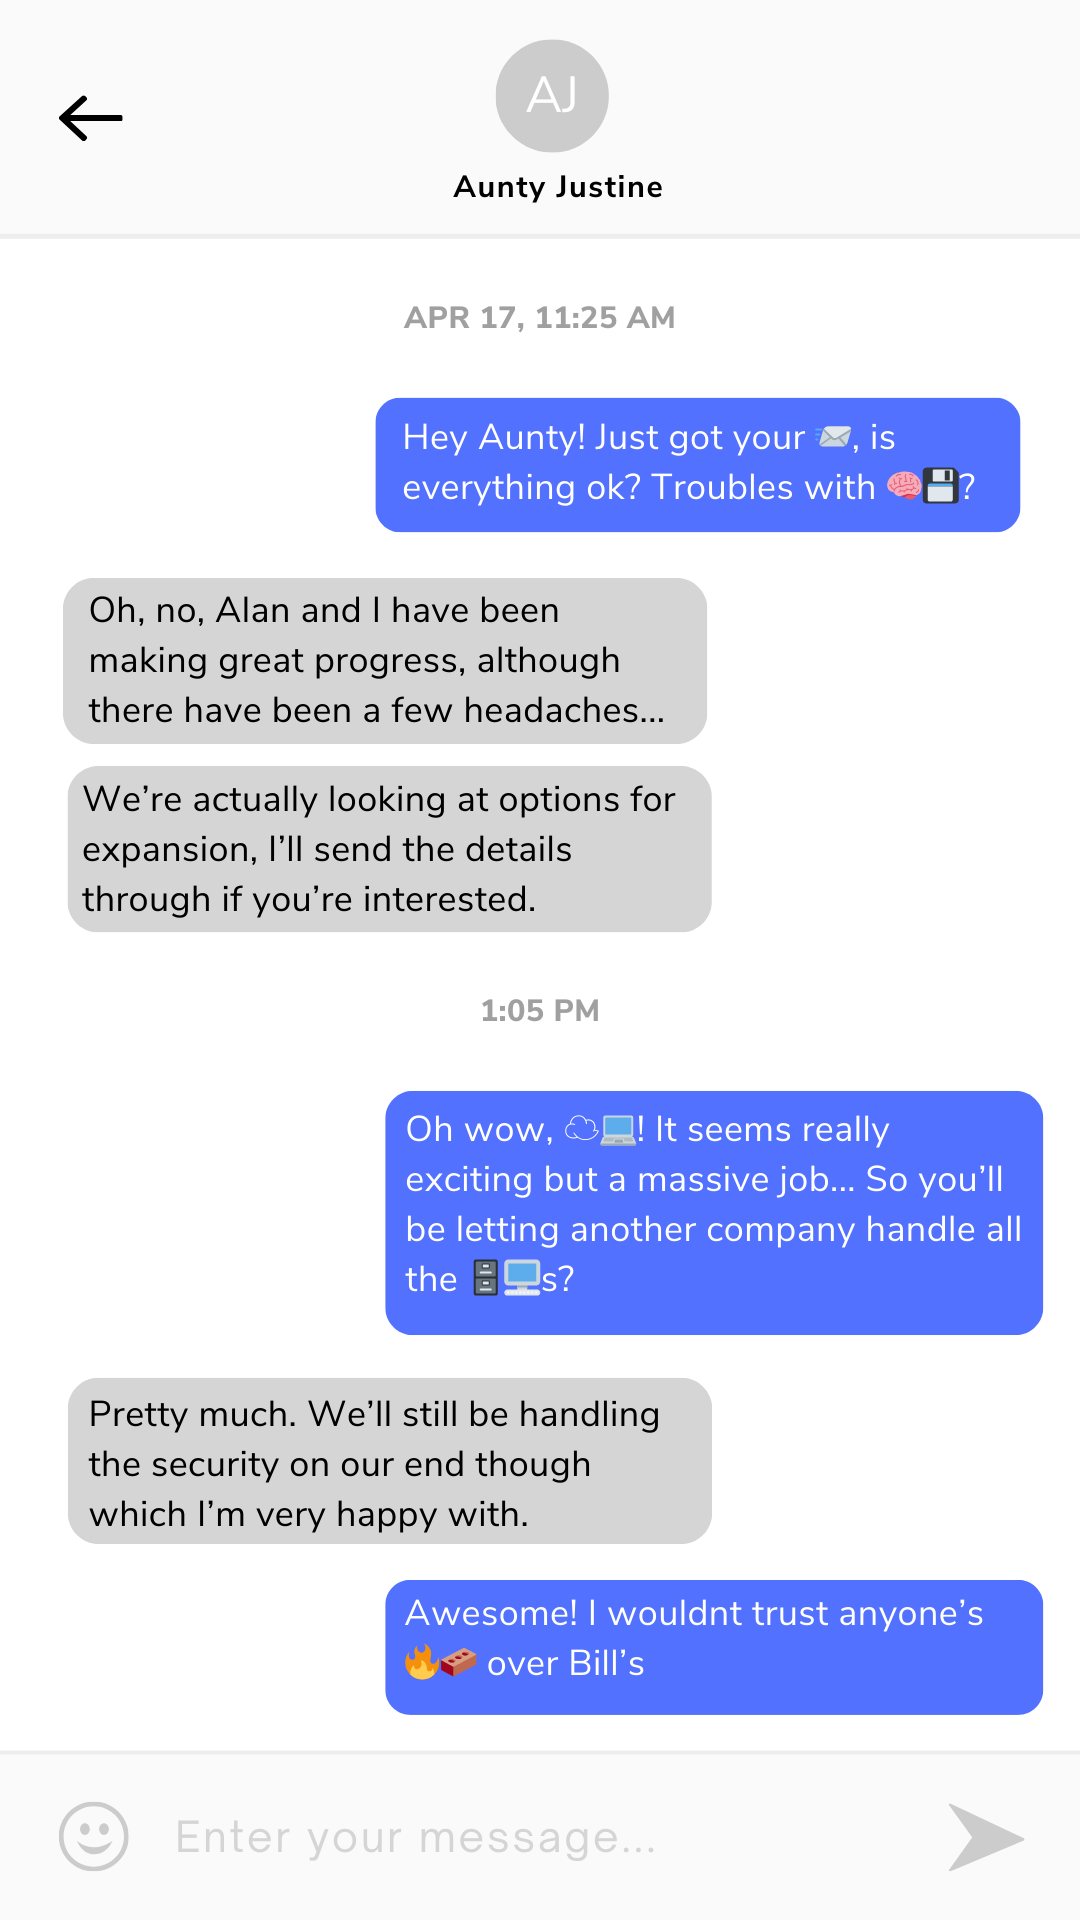 AJ
Aunty Justine
APR 17, 11:25 AM
Hey Aunty! Just got your 📨, is
everything ok? Troubles with 🧠💾?
Oh, no, Alan and I have been
making great progress, although
there have been a few headaches...
We’re actually looking at options for
expansion, I’ll send the details
through if you’re interested.
1:05 PM
Oh wow, ☁💻! It seems really
exciting but a massive job... So you’ll
be letting another company handle all
the 🗄🖥s?
Pretty much. We’ll still be handling
the security on our end though
which I’m very happy with.
Awesome! I wouldnt trust anyone’s
🔥🧱 over Bill’s
Enter your message...